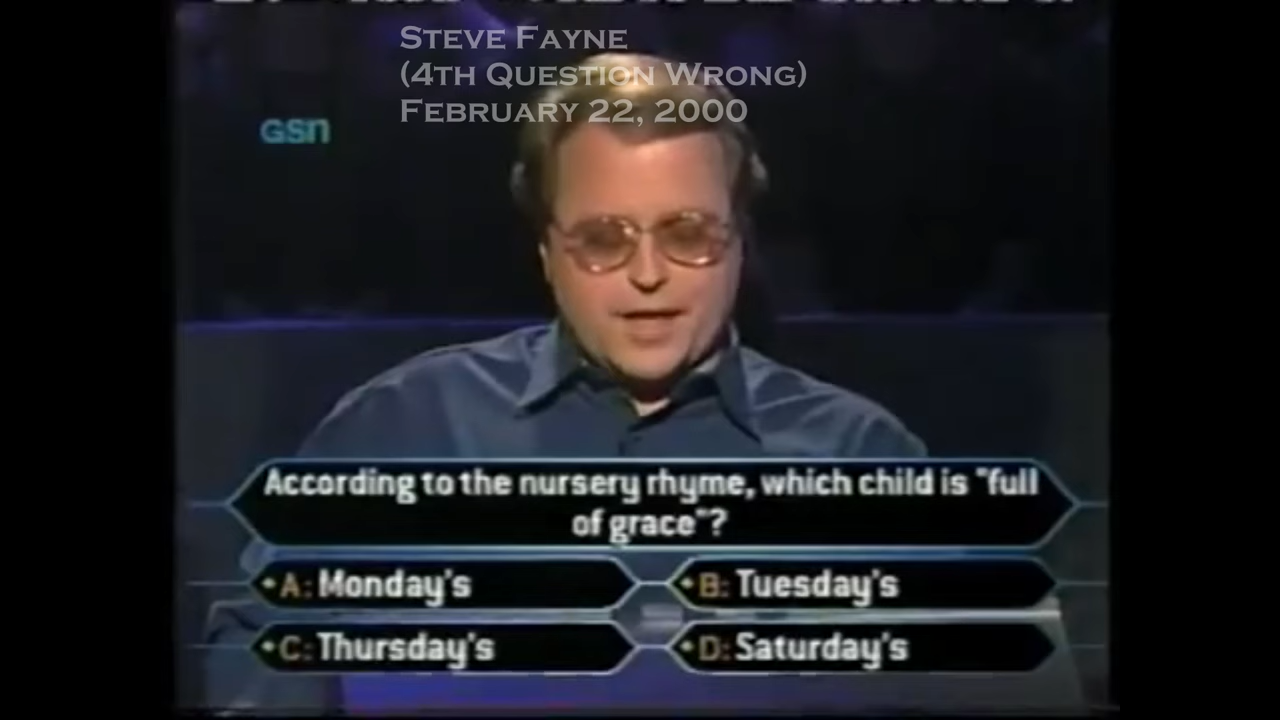 Steve Fayne
(4th Question Wrong)
February 22, 2000
GSN
According to the nursery rhyme, which child is "full
of grace"?
A: Monday's
B: Tuesday's
C: Thursday's
D: Saturday's